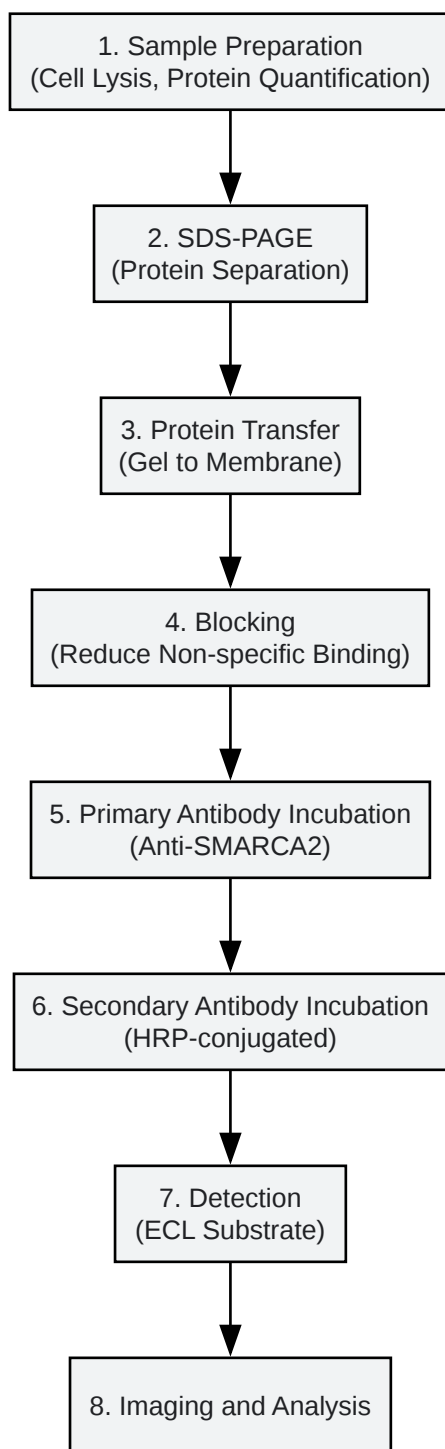 1. Sample Preparation
(Cell Lysis, Protein Quantification)
2. SDS-PAGE
(Protein Separation)
3. Protein Transfer
(Gel to Membrane)
4. Blocking
(Reduce Non-specific Binding)
5. Primary Antibody Incubation
(Anti-SMARCA2)
6. Secondary Antibody Incubation
(HRP-conjugated)
7. Detection
(ECL Substrate)
8. Imaging and Analysis